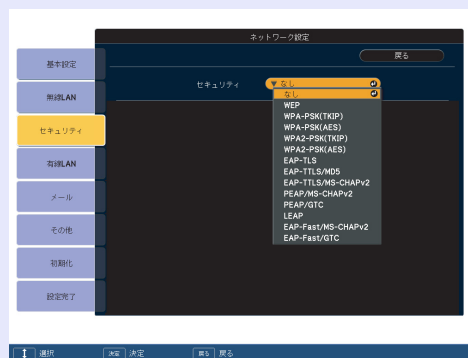 ネットワーク設定
戻る
基本設定
無線LAN
セキュリティ
有線LAN
メール
その他
初期化
設定完了
セキュリティ
なし
なし
WEP
WPA-PSK(TKIP)
WPA-PSK(AES)
WPA2-PSK(TKIP)
WPA2-PSK(AES)
EAP-TLS
EAP-TTLS/MD5
EAP-TTLS/MS-CHAPv2
PEAP/MS-CHAPv2
PEAP/GTC
LEAP
EAP-Fast/MS-CHAPv2
EAP-Fast/GTC
選択 決定 決定 戻る 戻る